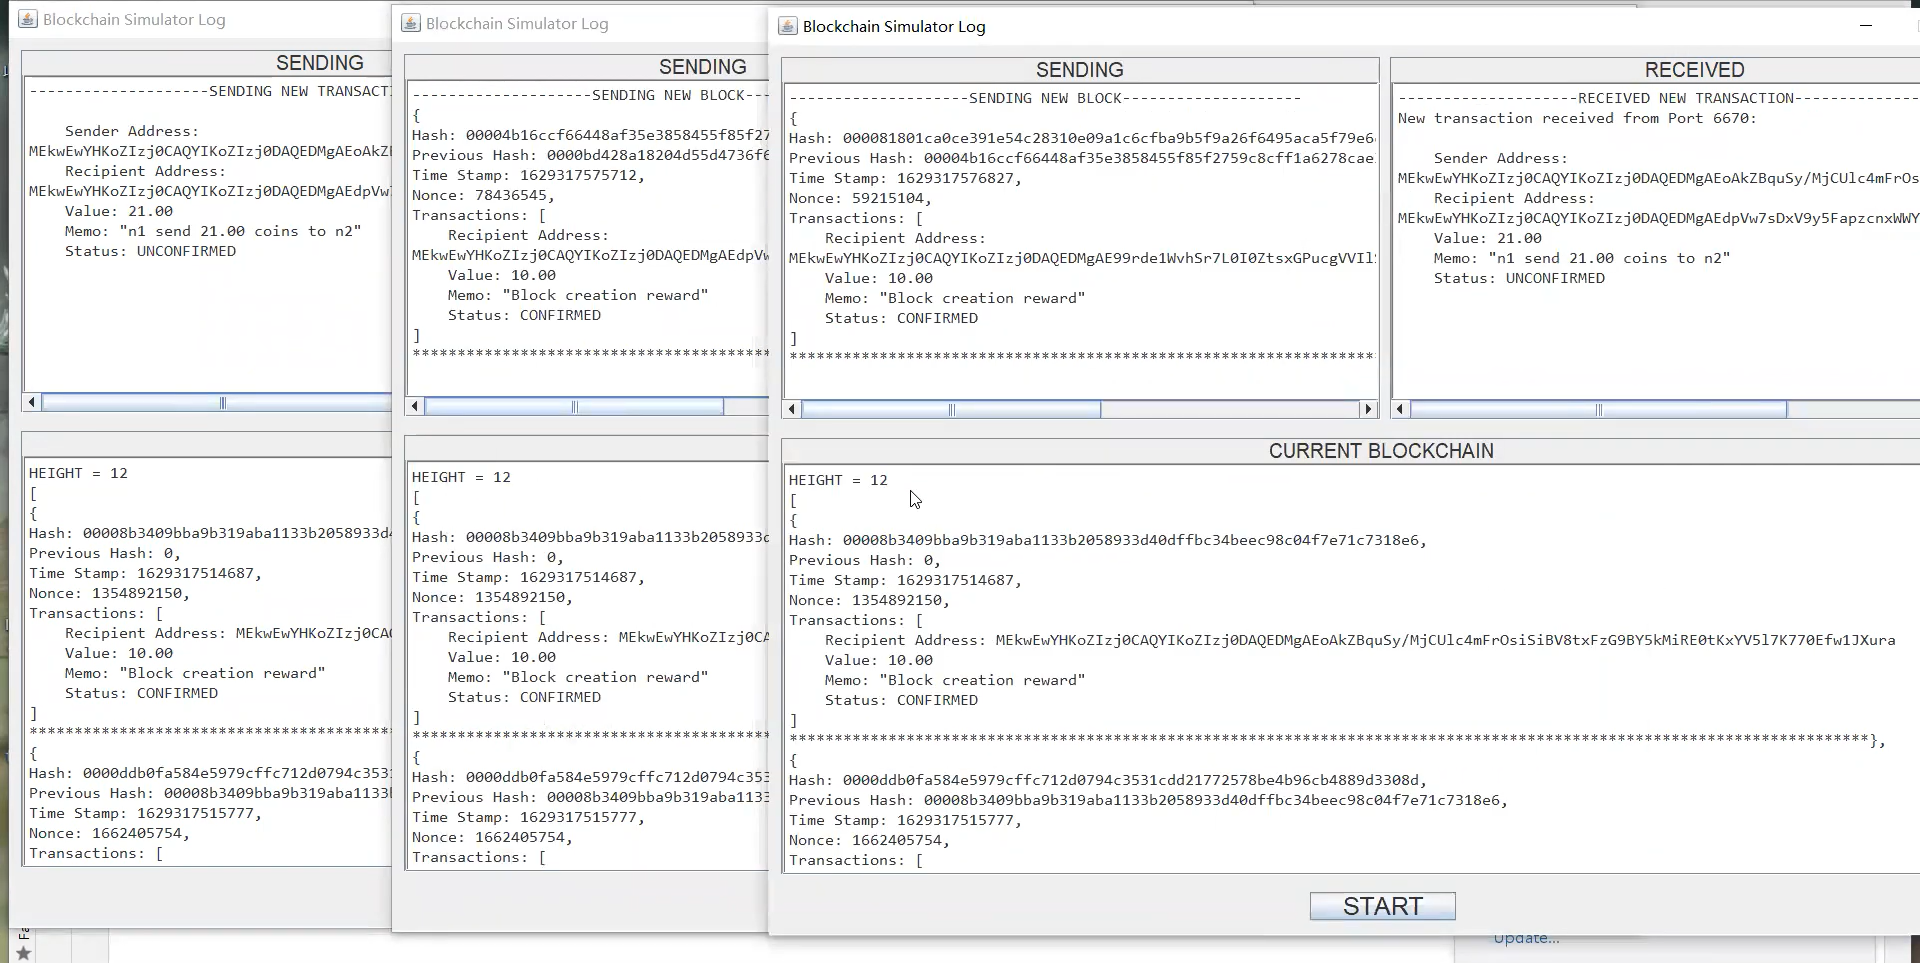 Blockchain Simulator Log
SENDING
--------------------SENDING NEW TRANSACTI
Sender Address:
MEkwEwYHKoZIzj0CAQYIKoZIzj0DAQEDMgAEoAkZ
Recipient Address:
MEkwEwYHKoZIzj0CAQYIKoZIzj0DAQEDMgAEdpVw
Value: 21.00
Memo: "n1 send 21.00 coins to n2"
Status: UNCONFIRMED
HEIGHT = 12
[
{
Hash: 00008b3409bba9b319aba1133b2058933d
Previous Hash: 0,
Time Stamp: 1629317514687,
Nonce: 1354892150,
Transactions: [
Recipient Address: MEkwEwYHKoZIzj0CA
Value: 10.00
Memo: "Block creation reward"
Status: CONFIRMED
]
****************************************
{
Hash: 0000ddb0fa584e5979cffc712d0794c353
Previous Hash: 00008b3409bba9b319aba1133
Time Stamp: 1629317515777,
Nonce: 1662405754,
Transactions: [
Blockchain Simulator Log
SENDING
--------------------SENDING NEW BLOCK--
{
Hash: 00004b16ccf66448af35e3858455f85f27
Previous Hash: 0000bd428a18204d55d4736f6
Time Stamp: 1629317575712,
Nonce: 78436545,
Transactions: [
Recipient Address:
MEkwEwYHKoZIzj0CAQYIKoZIzj0DAQEDMgAEdpVw
Value: 10.00
Memo: "Block creation reward"
Status: CONFIRMED
]
****************************************
HEIGHT = 12
[
{
Hash: 00008b3409bba9b319aba1133b2058933d
Previous Hash: 0,
Time Stamp: 1629317514687,
Nonce: 1354892150,
Transactions: [
Recipient Address: MEkwEwYHKoZIzj0CA
Value: 10.00
Memo: "Block creation reward"
Status: CONFIRMED
]
****************************************
{
Hash: 0000ddb0fa584e5979cffc712d0794c353
Previous Hash: 00008b3409bba9b319aba1133
Time Stamp: 1629317515777,
Nonce: 1662405754,
Transactions: [
Blockchain Simulator Log
SENDING
--------------------SENDING NEW BLOCK--------------------
{
Hash: 000081801ca0ce391e54c28310e09a1c6cfba9b5f9a26f6495aca5f79e6
Previous Hash: 00004b16ccf66448af35e3858455f85f2759c8cff1a6278cae
Time Stamp: 1629317576827,
Nonce: 59215104,
Transactions: [
Recipient Address:
MEkwEwYHKoZIzj0CAQYIKoZIzj0DAQEDMgAE99rde1WvhSr7L0I0ZtsxGPucgVVIl
Value: 10.00
Memo: "Block creation reward"
Status: CONFIRMED
]
*****************************************************************
RECEIVED
--------------------RECEIVED NEW TRANSACTION--------------
New transaction received from Port 6670:
Sender Address:
MEkwEwYHKoZIzj0CAQYIKoZIzj0DAQEDMgAEoAkZBquSy/MjCUlc4mFrOs
Recipient Address:
MEkwEwYHKoZIzj0CAQYIKoZIzj0DAQEDMgAEdpVw7sDxV9y5FapzcnxWWY
Value: 21.00
Memo: "n1 send 21.00 coins to n2"
Status: UNCONFIRMED
CURRENT BLOCKCHAIN
HEIGHT = 12
[
{
Hash: 00008b3409bba9b319aba1133b2058933d40dffbc34beec98c04f7e71c7318e6,
Previous Hash: 0,
Time Stamp: 1629317514687,
Nonce: 1354892150,
Transactions: [
Recipient Address: MEkwEwYHKoZIzj0CAQYIKoZIzj0DAQEDMgAEoAkZBquSy/MjCUlc4mFrOsiSiBV8txFzG9BY5kMiRE0tKxYV5l7K770Efw1JXura
Value: 10.00
Memo: "Block creation reward"
Status: CONFIRMED
]
************************************************************************************************************************},
{
Hash: 0000ddb0fa584e5979cffc712d0794c3531cdd21772578be4b96cb4889d3308d,
Previous Hash: 00008b3409bba9b319aba1133b2058933d40dffbc34beec98c04f7e71c7318e6,
Time Stamp: 1629317515777,
Nonce: 1662405754,
Transactions: [
START
Update...